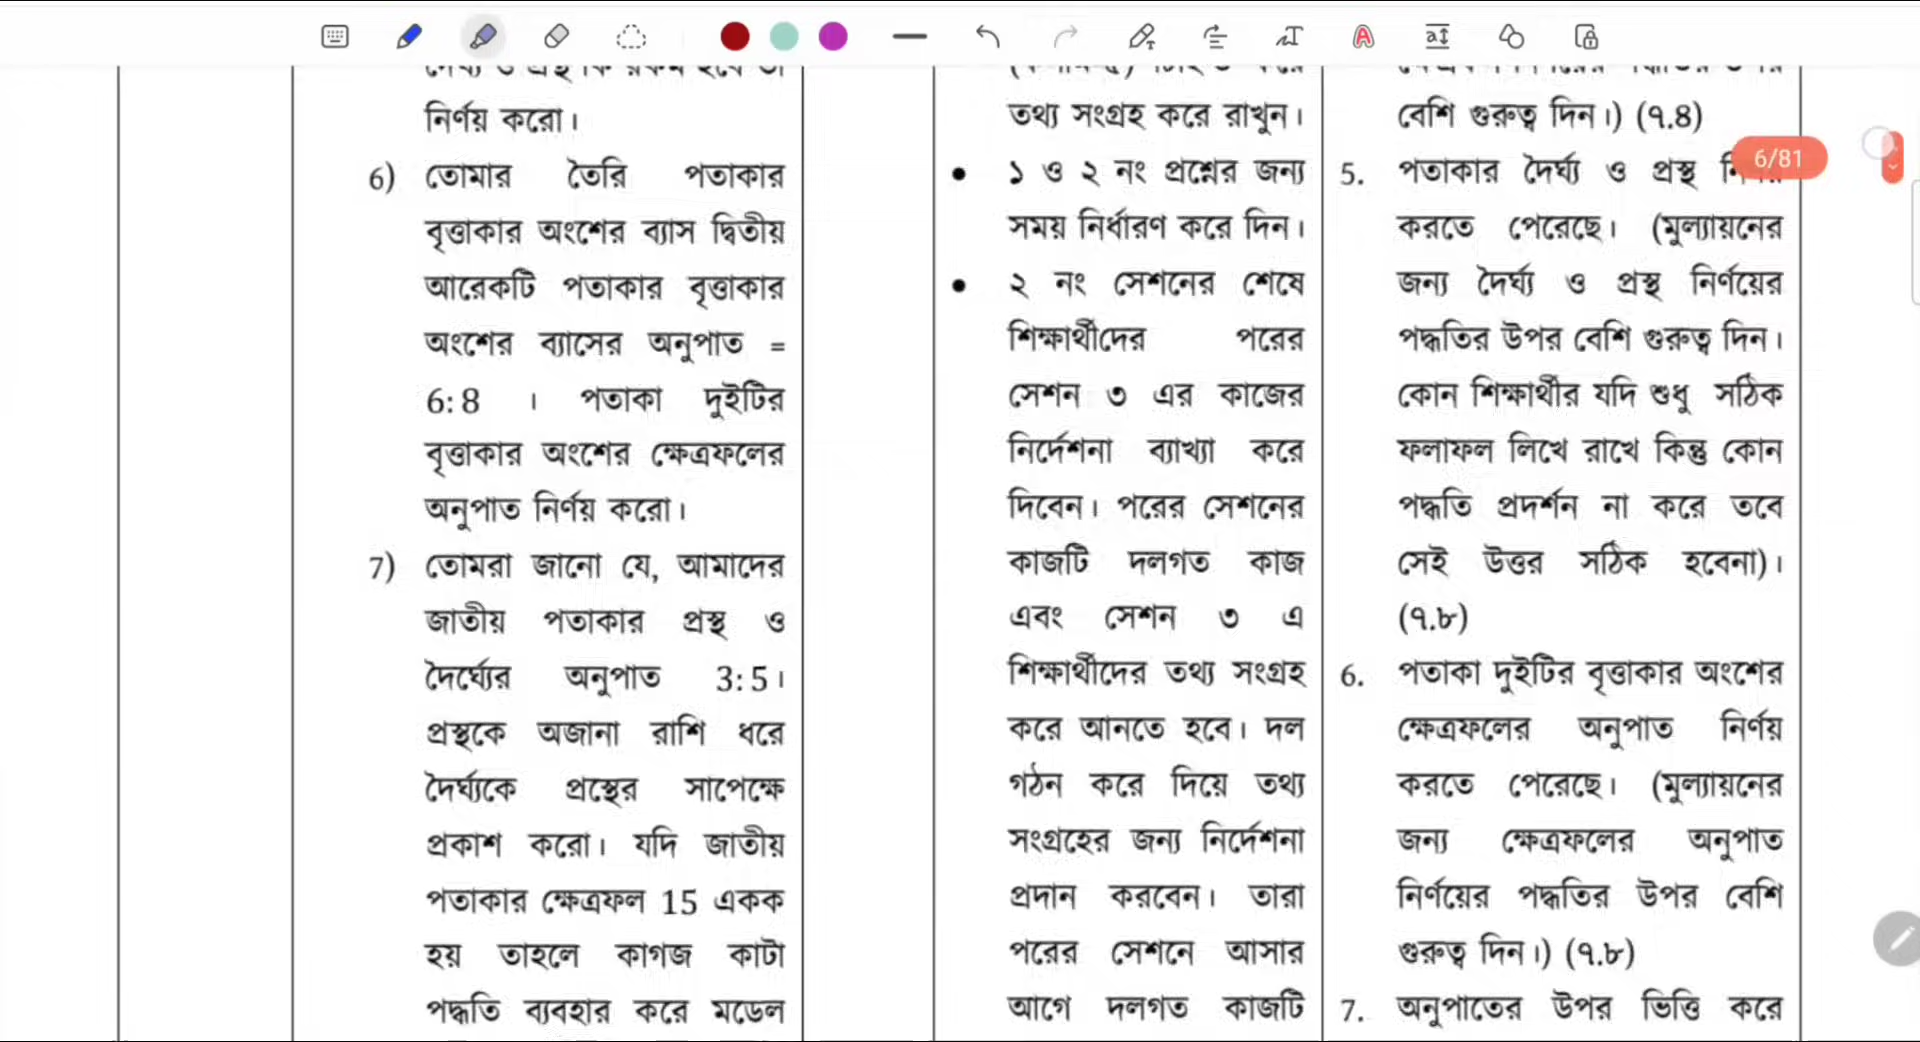 6/81
নির্ণয় করো।
6) তোমার তৈরি পতাকার
বৃত্তাকার অংশের ব্যাস দ্বিতীয়
আরেকটি পতাকার বৃত্তাকার
অংশের ব্যাসের অনুপাত =
6:8 । পতাকা দুইটির
বৃত্তাকার অংশের ক্ষেত্রফলের
অনুপাত নির্ণয় করো।
7) তোমরা জানো যে, আমাদের
জাতীয় পতাকার প্রস্থ ও
দৈর্ঘ্যের অনুপাত 3:5।
প্রস্থকে অজানা রাশি ধরে
দৈর্ঘ্যকে প্রস্থের সাপেক্ষে
প্রকাশ করো। যদি জাতীয়
পতাকার ক্ষেত্রফল 15 একক
হয় তাহলে কাগজ কাটা
পদ্ধতি ব্যবহার করে মডেল
তথ্য সংগ্রহ করে রাখুন।
• ১ ও ২ নং প্রশ্নের জন্য
সময় নির্ধারণ করে দিন।
• ২ নং সেশনের শেষে
শিক্ষার্থীদের পরের
সেশন ৩ এর কাজের
নির্দেশনা ব্যাখ্যা করে
দিবেন। পরের সেশনের
কাজটি দলগত কাজ
এবং সেশন ৩ এ
শিক্ষার্থীদের তথ্য সংগ্রহ
করে আনতে হবে। দল
গঠন করে দিয়ে তথ্য
সংগ্রহের জন্য নির্দেশনা
প্রদান করবেন। তারা
পরের সেশনে আসার
আগে দলগত কাজটি
বেশি গুরুত্ব দিন।) (৭.৪)
5. পতাকার দৈর্ঘ্য ও প্রস্থ
করতে পেরেছে। (মুল্যায়নের
জন্য দৈর্ঘ্য ও প্রস্থ নির্ণয়ের
পদ্ধতির উপর বেশি গুরুত্ব দিন।
কোন শিক্ষার্থীর যদি শুধু সঠিক
ফলাফল লিখে রাখে কিন্তু কোন
পদ্ধতি প্রদর্শন না করে তবে
সেই উত্তর সঠিক হবেনা)।
(৭.৮)
6. পতাকা দুইটির বৃত্তাকার অংশের
ক্ষেত্রফলের অনুপাত নির্ণয়
করতে পেরেছে। (মুল্যায়নের
জন্য ক্ষেত্রফলের অনুপাত
নির্ণয়ের পদ্ধতির উপর বেশি
গুরুত্ব দিন।) (৭.৮)
7. অনুপাতের উপর ভিত্তি করে